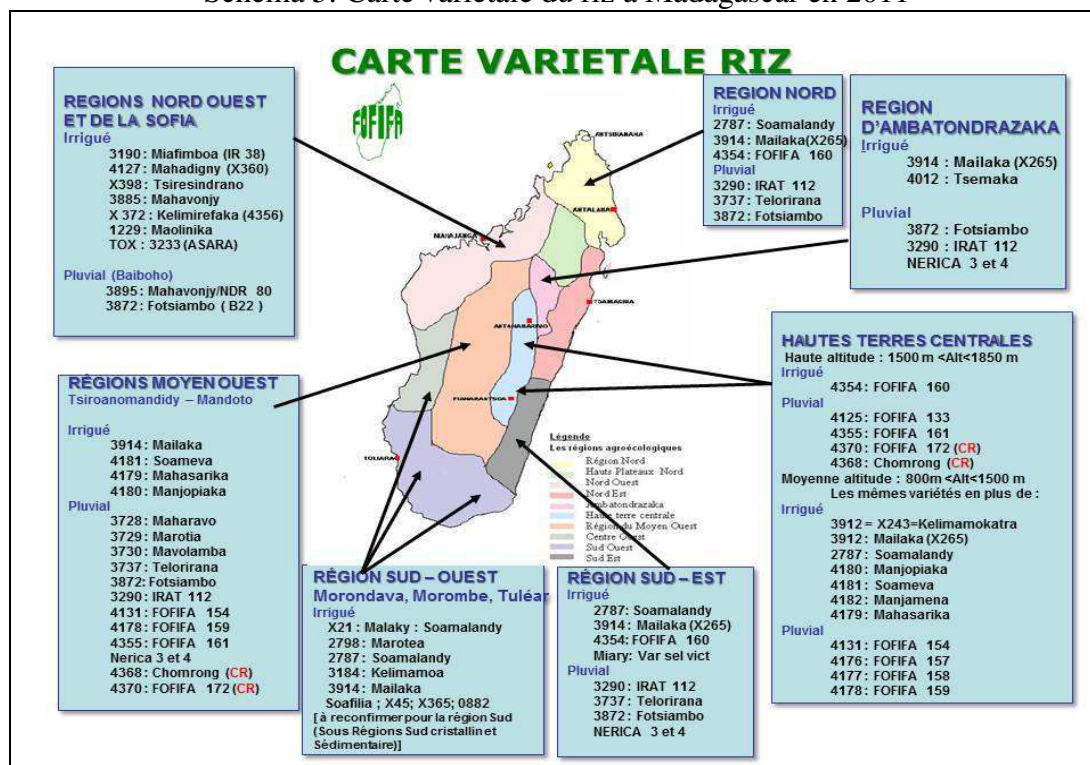 Schéma 3: Carte variétale du riz à Madagascar en 2011
CARTE VARIETALE RIZ
FOFIFA
REGIONS NORD OUEST
ET DE LA SOFIA
Irrigué
3190 : Miafimboa (IR 38)
4127 : Mahadigny (X360)
X398 : Tsiresindrano
3885 : Mahavonjy
X 372 : Kelimirefaka (4356)
1229 : Maolinika
TOX : 3233 (ASARA)
Pluvial (Baiboho)
3895 : Mahavonjy/NDR 80
3872 : Fotsiambo ( B22 )
REGION NORD
Irrigué
2787 : Soamalandy
3914 : Mailaka(X265)
4354 : FOFIFA 160
Pluvial
3290 : IRAT 112
3737 : Telorirana
3872 : Fotsiambo
REGION
D'AMBATONDRAZAKA
Irrigué
3914 : Mailaka (X265)
4012 : Tsemaka
Pluvial
3872 : Fotsiambo
3290 : IRAT 112
NERICA 3 et 4
RÉGIONS MOYEN OUEST
Tsiroanomandidy – Mandoto
Irrigué
3914 : Mailaka
4181 : Soameva
4179 : Mahasarika
4180 : Manjopiaka
Pluvial
3728 : Maharavo
3729 : Marotia
3730 : Mavolamba
3737 : Telorirana
3872: Fotsiambo
3290: IRAT 112
4131 : FOFIFA 154
4178 : FOFIFA 159
4355 : FOFIFA 161
Nerica 3 et 4
4368 : Chomrong (CR)
4370 : FOFIFA 172 (CR)
HAUTES TERRES CENTRALES
Haute altitude : 1500 m <Alt<1850 m
Irrigué
4354 : FOFIFA 160
Pluvial
4125 : FOFIFA 133
4355 : FOFIFA 161
4370 : FOFIFA 172 (CR)
4368 : Chomrong (CR)
Moyenne altitude : 800m <Alt<1500 m
Les mêmes variétés en plus de :
Irrigué
3912 = X243=Kelimamokatra
3912 : Mailaka (X265)
2787 : Soamalandy
4180 : Manjopiaka
4181 : Soameva
4182 : Manjamena
4179 : Mahasarika
Pluvial
4131 : FOFIFA 154
4176 : FOFIFA 157
4177 : FOFIFA 158
4178 : FOFIFA 159
ANTSIRANANA
ANTALAHA
MAHAJANGA
TOAMASINA
ANTANANARIVO
FIANARANTSOA
TOLIARA
Légende
Les régions agroécologiques
Région Nord
Hauts Plateaux Nord
Nord Ouest
Nord Est
Ambatondrazaka
Haute terre centrale
Région du Moyen Ouest
Centre Ouest
Sud Ouest
Sud Est
RÉGION SUD – OUEST
Morondava, Morombe, Tuléar
Irrigué
X21 : Malaky : Soamalandy
2798 : Marotea
2787 : Soamalandy
3184 : Kelimamoa
3914 : Mailaka
Soafilia ; X45; X365; 0882
[ à reconfirmer pour la région Sud
(Sous Régions Sud cristallin et
Sédimentaire)]
RÉGION SUD – EST
Irrigué
2787: Soamalandy
3914 : Mailaka (X265)
4354: FOFIFA 160
Miary: Var sel vict
Pluvial
3290 : IRAT 112
3737 : Telorirana
3872 : Fotsiambo
NERICA 3 et 4